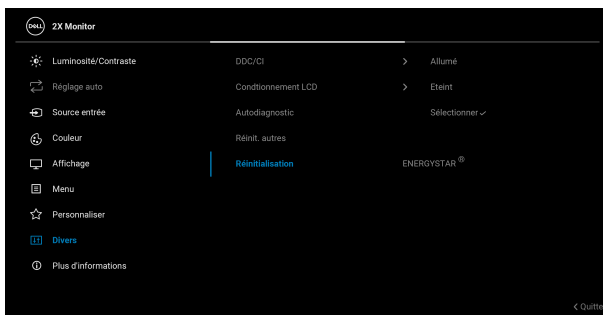 DELL 2X Monitor
Luminosité/Contraste DDC/CI Allumé
Réglage auto Condtionnement LCD Eteint
Source entrée Autodiagnostic Sélectionner
Couleur Réinit. autres
Affichage Réinitialisation ENERGYSTAR ®
Menu
Personnaliser
Divers
Plus d'informations
Quitte